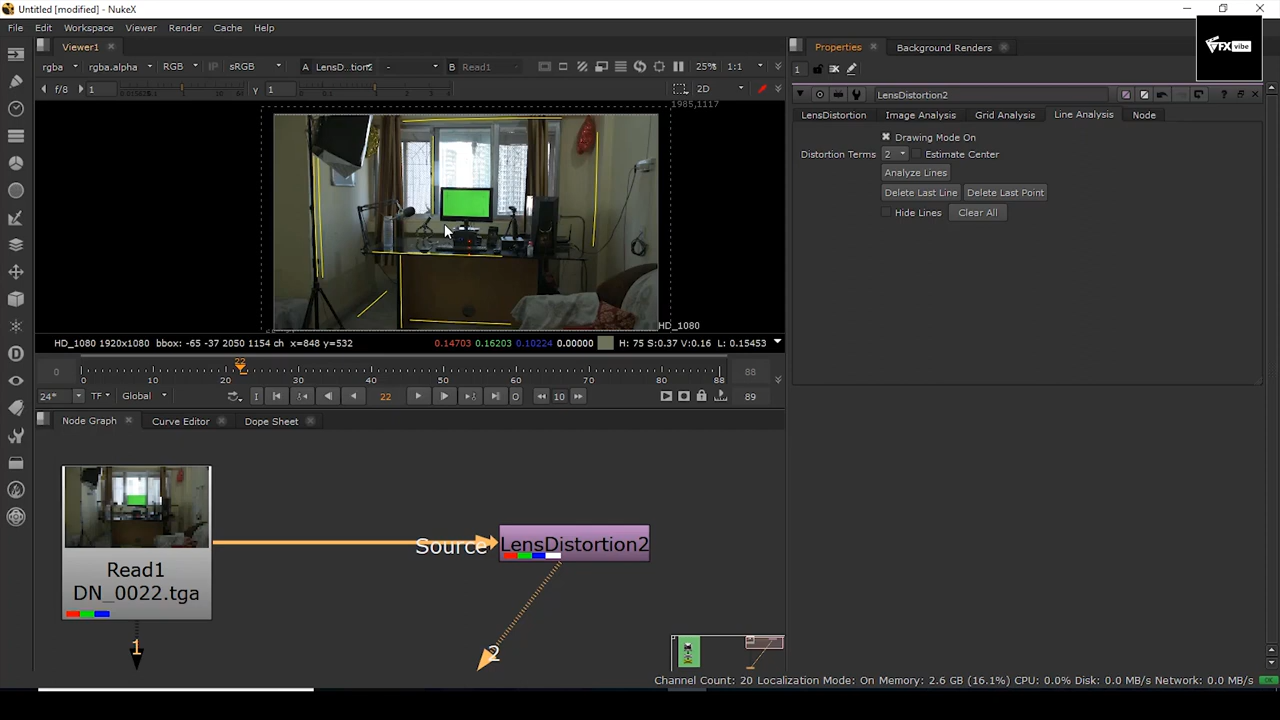 Untitled [modified] - NukeX
File Edit Workspace Viewer Render Cache Help
VFXvibe
Viewer1
rgba rgba.alpha RGB IP sRGB A LensD...tion2 - B Read1 25% 1:1
f/8 1 Y 1 2D
1985,1117
HD_1080
HD_1080 1920x1080 bbox: -65 -37 2050 1154 ch x=848 y=532 0.14703 0.16203 0.10224 0.00000 H: 75 S:0.37 V:0.16 L: 0.15453
0 22 88
0 10 20 30 40 50 60 70 80 88
24* TF Global I 22 O 10 89
Node Graph Curve Editor Dope Sheet
Read1
DN_0022.tga
1
Source
LensDistortion2
2
Properties Background Renders
1
LensDistortion2
LensDistortion Image Analysis Grid Analysis Line Analysis Node
Drawing Mode On
Distortion Terms 2 Estimate Center
Analyze Lines
Delete Last Line Delete Last Point
Hide Lines Clear All
Channel Count: 20 Localization Mode: On Memory: 2.6 GB (16.1%) CPU: 0.0% Disk: 0.0 MB/s Network: 0.0 MB/s